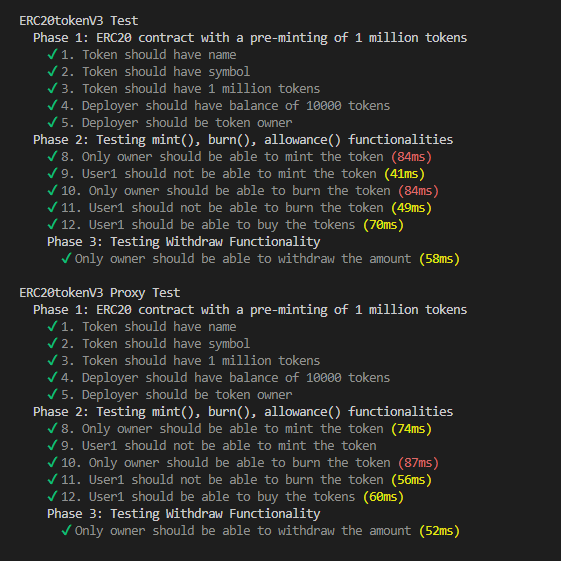 ERC20tokenV3 Test
Phase 1: ERC20 contract with a pre-minting of 1 million tokens
✓ 1. Token should have name
✓ 2. Token should have symbol
✓ 3. Token should have 1 million tokens
✓ 4. Deployer should have balance of 10000 tokens
✓ 5. Deployer should be token owner
Phase 2: Testing mint(), burn(), allowance() functionalities
✓ 8. Only owner should be able to mint the token (84ms)
✓ 9. User1 should not be able to mint the token (41ms)
✓ 10. Only owner should be able to burn the token (84ms)
✓ 11. User1 should not be able to burn the token (49ms)
✓ 12. User1 should be able to buy the tokens (70ms)
Phase 3: Testing Withdraw Functionality
✓ Only owner should be able to withdraw the amount (58ms)
ERC20tokenV3 Proxy Test
Phase 1: ERC20 contract with a pre-minting of 1 million tokens
✓ 1. Token should have name
✓ 2. Token should have symbol
✓ 3. Token should have 1 million tokens
✓ 4. Deployer should have balance of 10000 tokens
✓ 5. Deployer should be token owner
Phase 2: Testing mint(), burn(), allowance() functionalities
✓ 8. Only owner should be able to mint the token (74ms)
✓ 9. User1 should not be able to mint the token
✓ 10. Only owner should be able to burn the token (87ms)
✓ 11. User1 should not be able to burn the token (56ms)
✓ 12. User1 should be able to buy the tokens (60ms)
Phase 3: Testing Withdraw Functionality
✓ Only owner should be able to withdraw the amount (52ms)